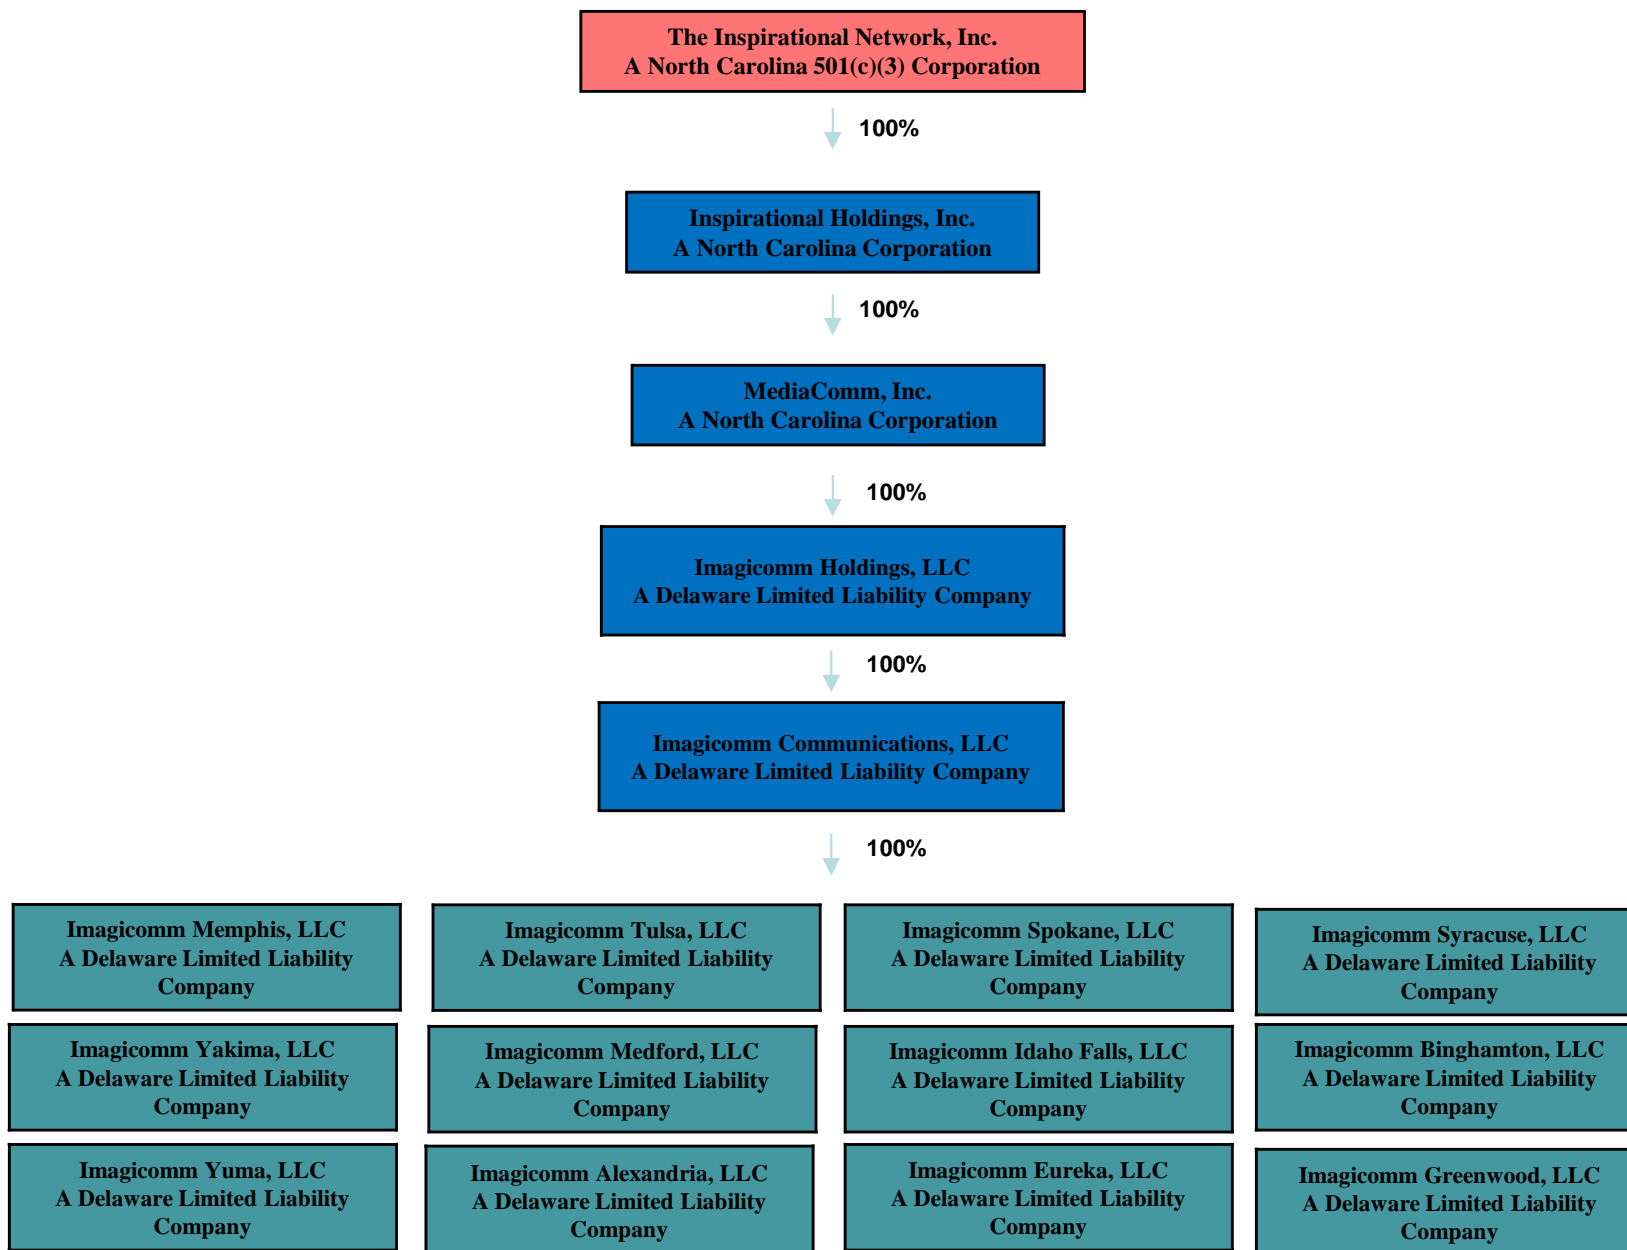 The Inspirational Network, Inc.
A North Carolina 501(c)(3) Corporation
100%
Inspirational Holdings, Inc.
A North Carolina Corporation
100%
MediaComm, Inc.
A North Carolina Corporation
100%
Imagicomm Holdings, LLC
A Delaware Limited Liability Company
100%
Imagicomm Communications, LLC
A Delaware Limited Liability Company
100%
Imagicomm Memphis, LLC
A Delaware Limited Liability
Company
Imagicomm Tulsa, LLC
A Delaware Limited Liability
Company
Imagicomm Spokane, LLC
A Delaware Limited Liability
Company
Imagicomm Syracuse, LLC
A Delaware Limited Liability
Company
Imagicomm Yakima, LLC
A Delaware Limited Liability
Company
Imagicomm Medford, LLC
A Delaware Limited Liability
Company
Imagicomm Idaho Falls, LLC
A Delaware Limited Liability
Company
Imagicomm Binghamton, LLC
A Delaware Limited Liability
Company
Imagicomm Yuma, LLC
A Delaware Limited Liability
Company
Imagicomm Alexandria, LLC
A Delaware Limited Liability
Company
Imagicomm Eureka, LLC
A Delaware Limited Liability
Company
Imagicomm Greenwood, LLC
A Delaware Limited Liability
Company